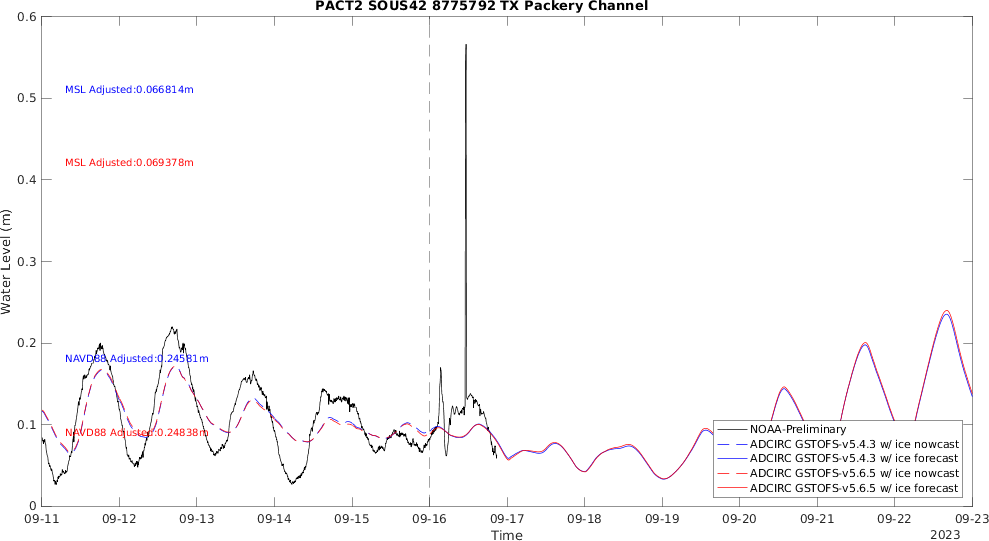 PACT2 SOUS42 8775792 TX Packery Channel
0.6
0.5
0.4
0.3
0.2
0.1
0
Water Level (m)
MSL Adjusted:0.066814m
MSL Adjusted:0.069378m
NAVD88 Adjusted:0.24581m
NAVD88 Adjusted:0.24838m
NOAA-Preliminary
ADCIRC GSTOFS-v5.4.3 w/ ice nowcast
ADCIRC GSTOFS-v5.4.3 w/ ice forecast
ADCIRC GSTOFS-v5.6.5 w/ ice nowcast
ADCIRC GSTOFS-v5.6.5 w/ ice forecast
09-11 09-12 09-13 09-14 09-15 09-16 09-17 09-18 09-19 09-20 09-21 09-22 09-23
Time
2023